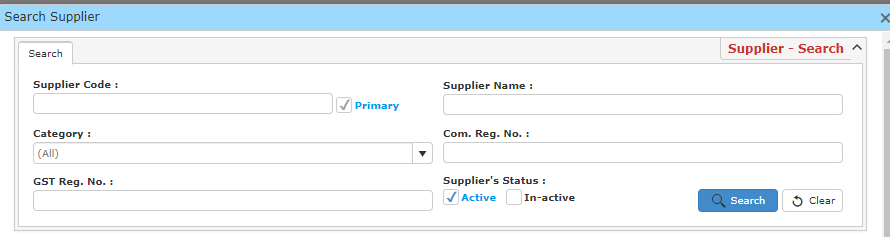 Search Supplier
Search
Supplier - Search
Supplier Code :
Primary
Supplier Name :
Category :
(All)
Com. Reg. No. :
GST Reg. No. :
Supplier's Status :
Active
In-active
Search
Clear